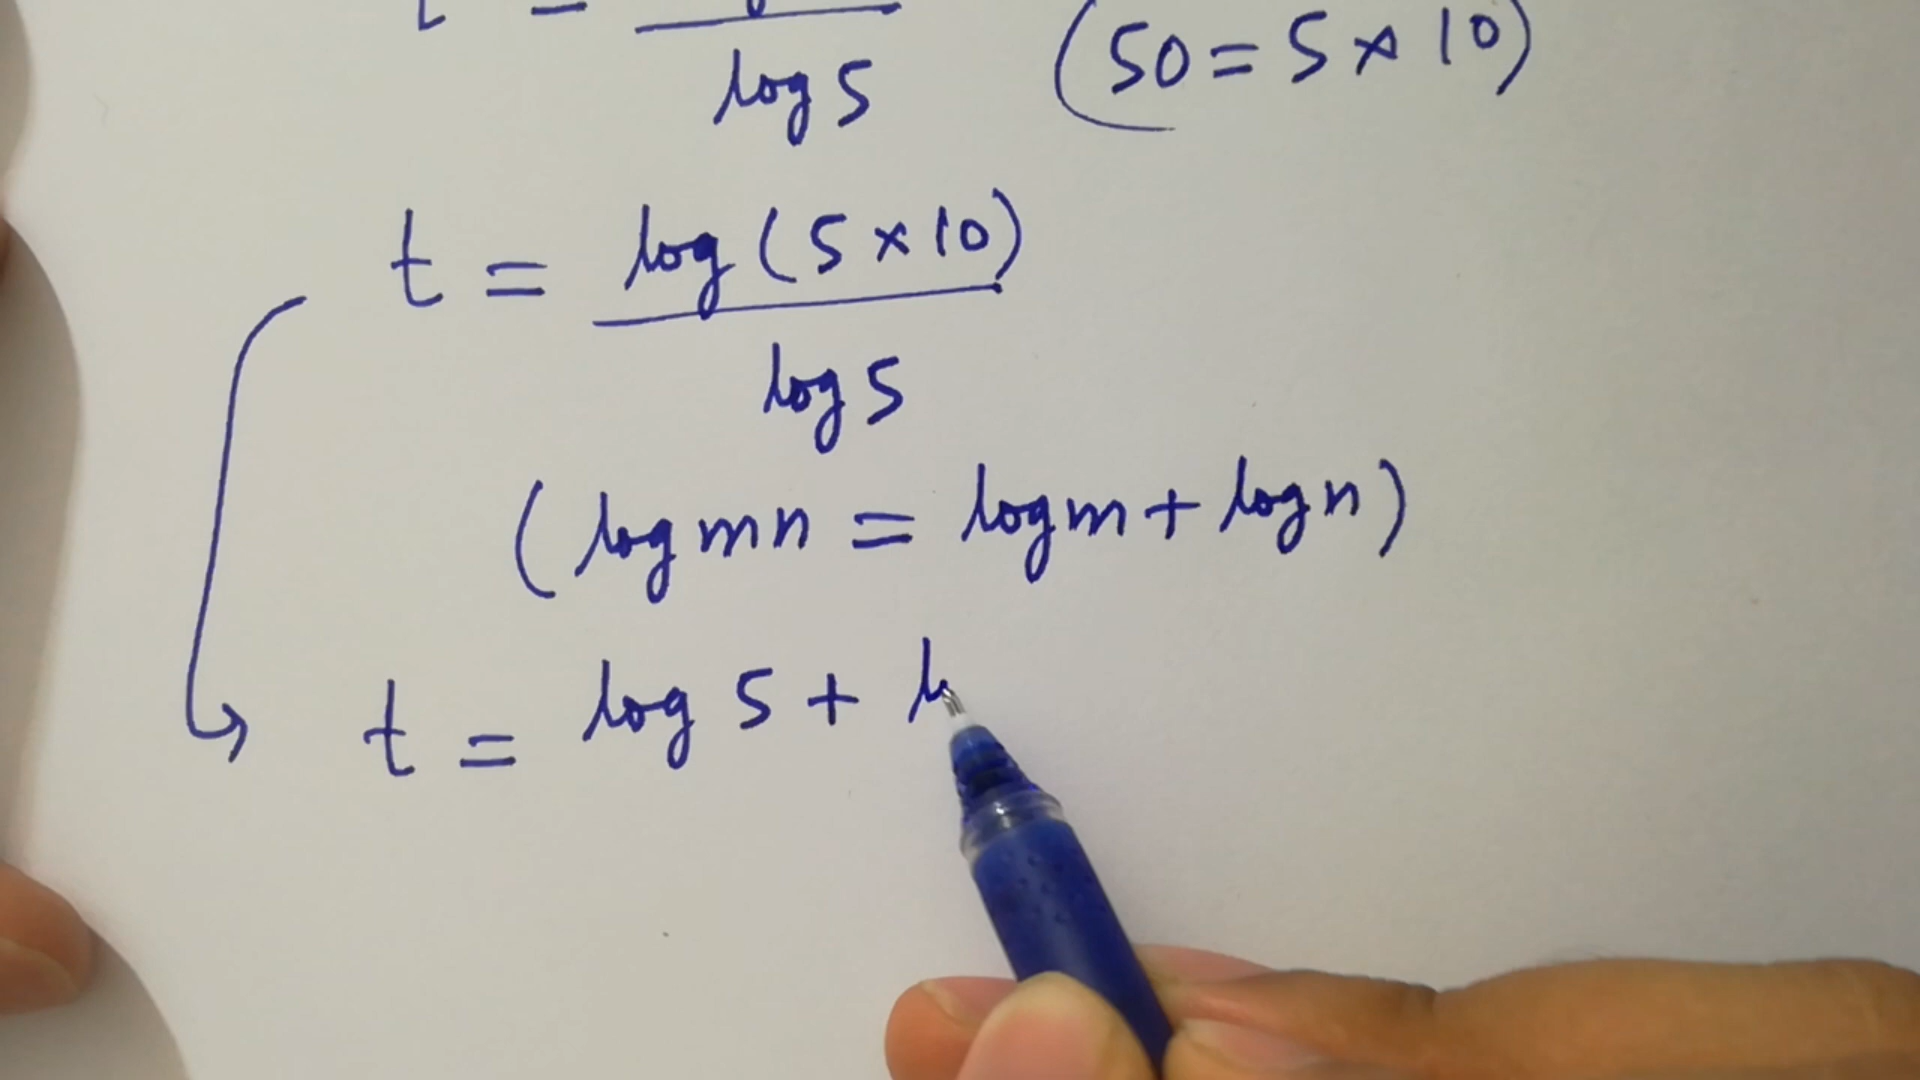 log 5 (50 = 5 × 10)
t = log (5 × 10)
log 5
(log mn = log m + log n)
t = log 5 +